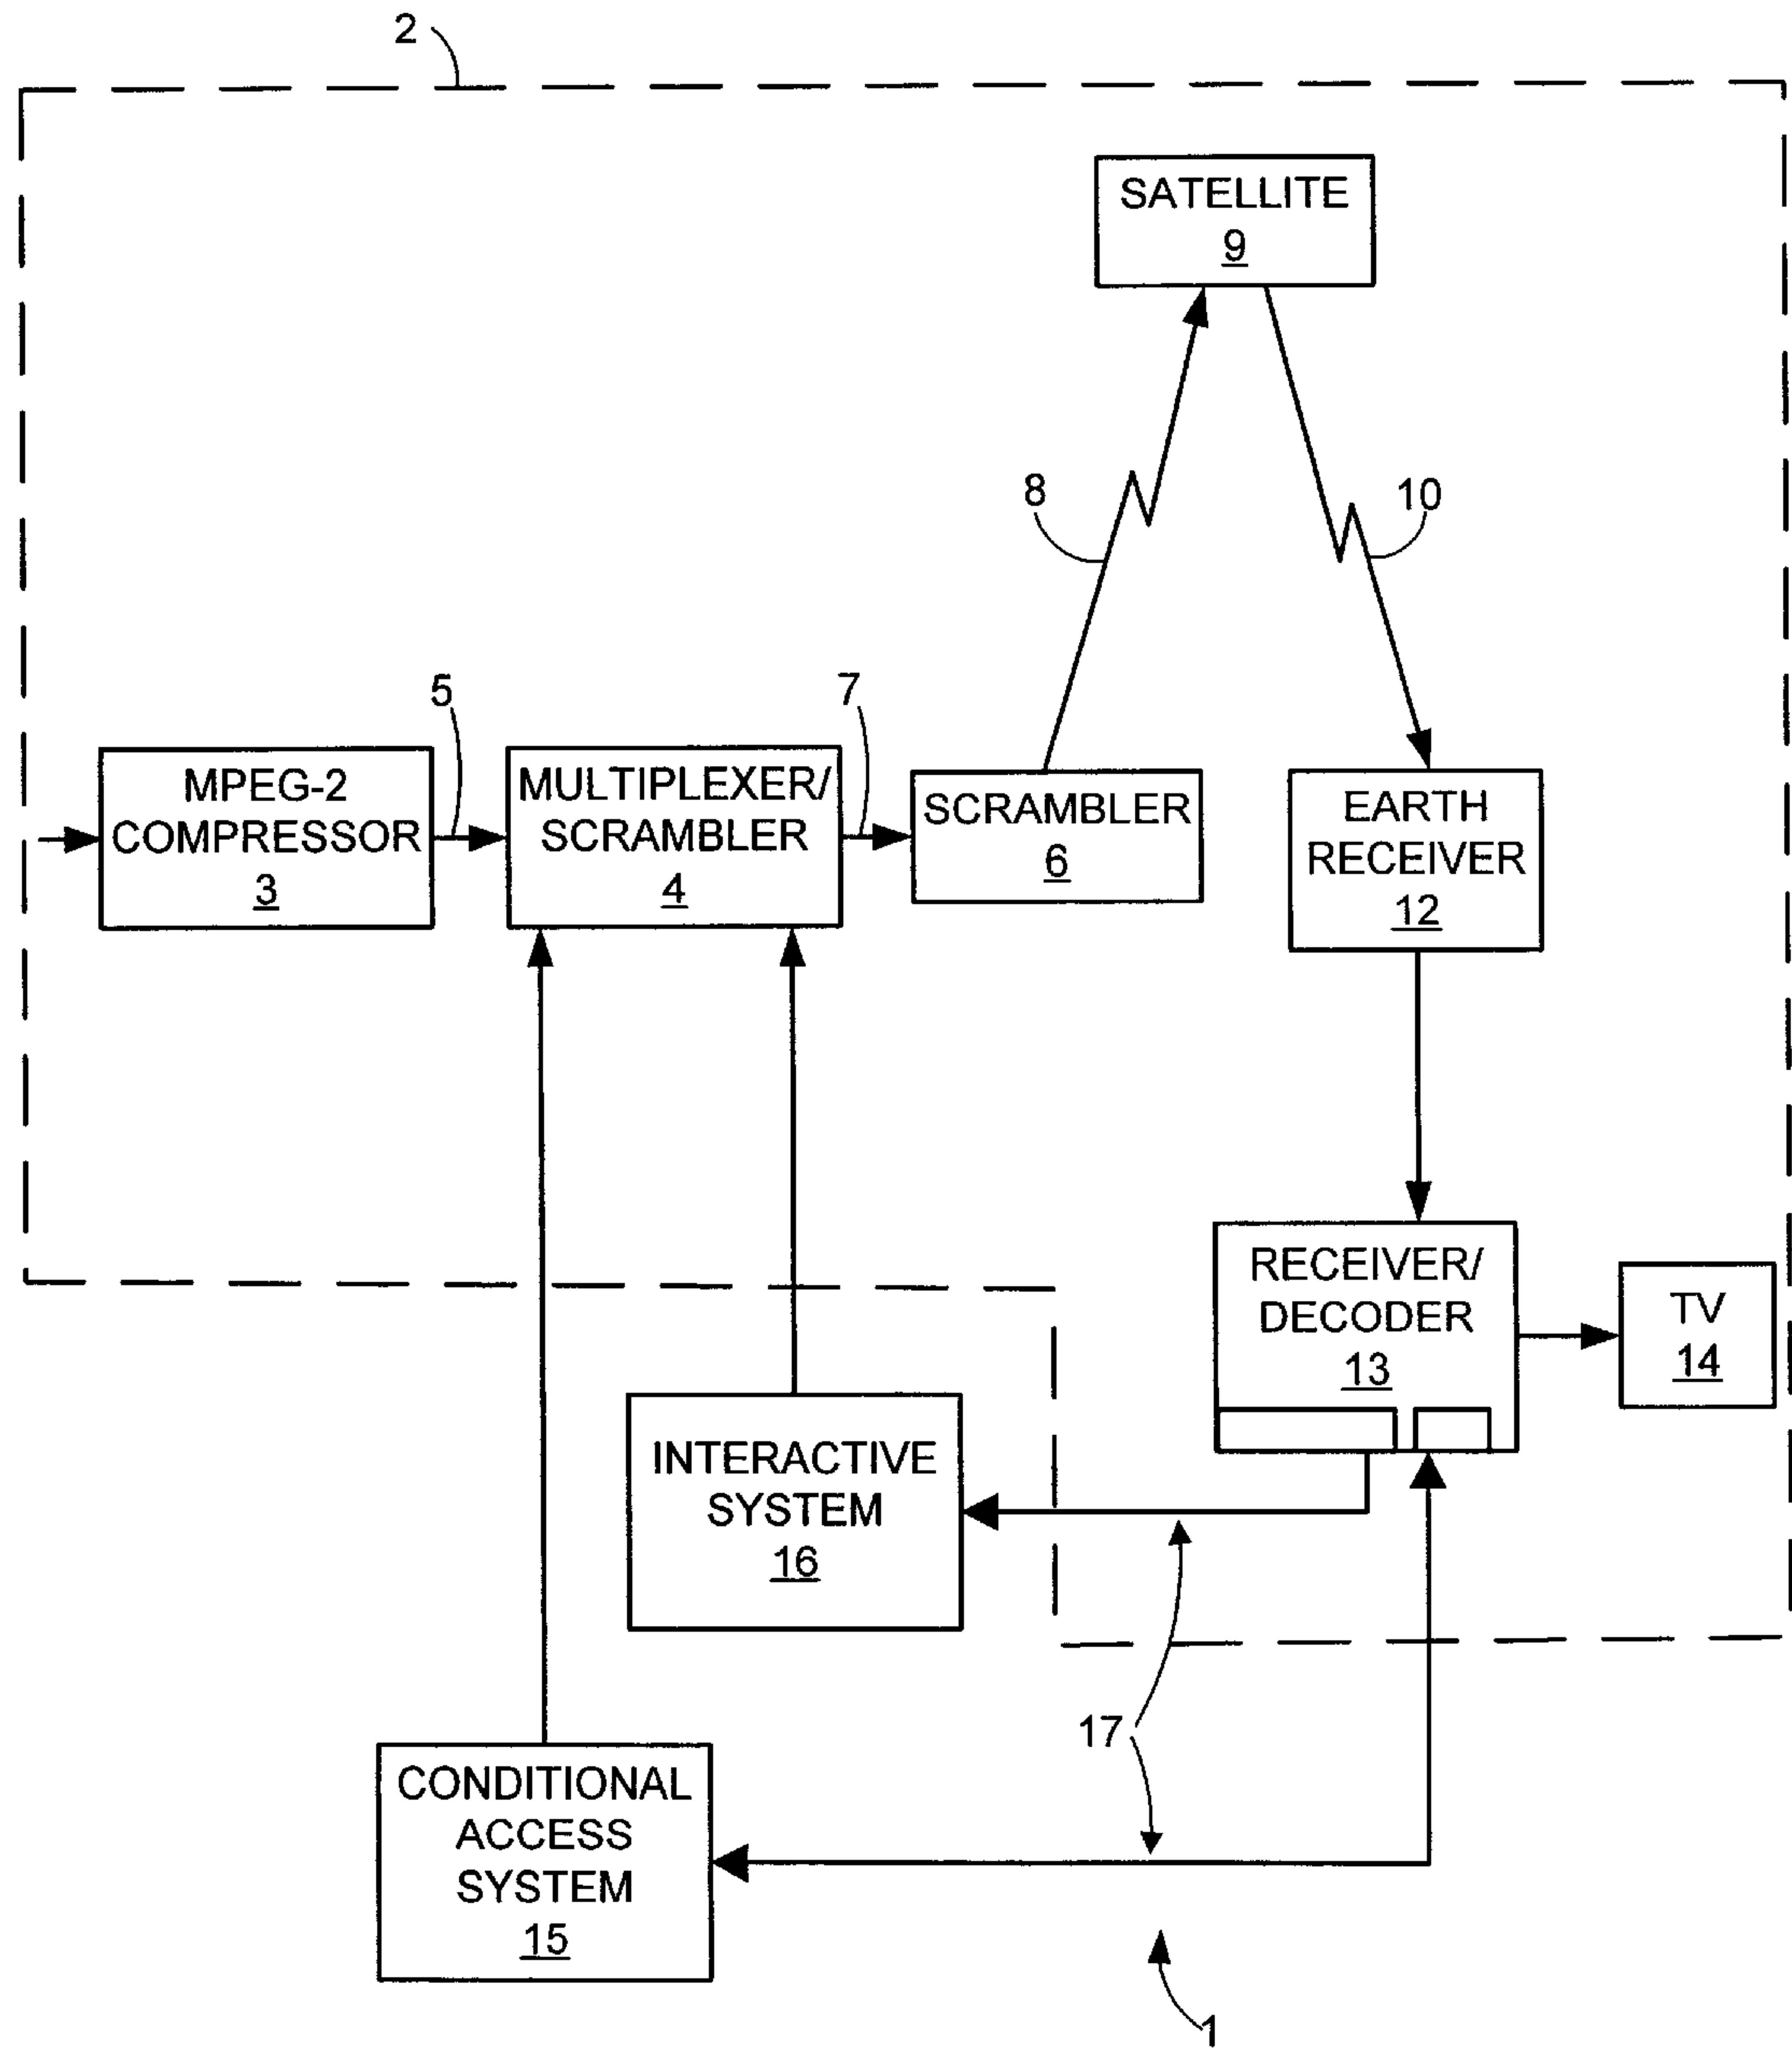 2
SATELLITE
9
8
10
5
7
MPEG-2
COMPRESSOR
3
MULTIPLEXER/
SCRAMBLER
4
SCRAMBLER
6
EARTH
RECEIVER
12
RECEIVER/
DECODER
13
TV
14
INTERACTIVE
SYSTEM
16
17
CONDITIONAL
ACCESS
SYSTEM
15
1